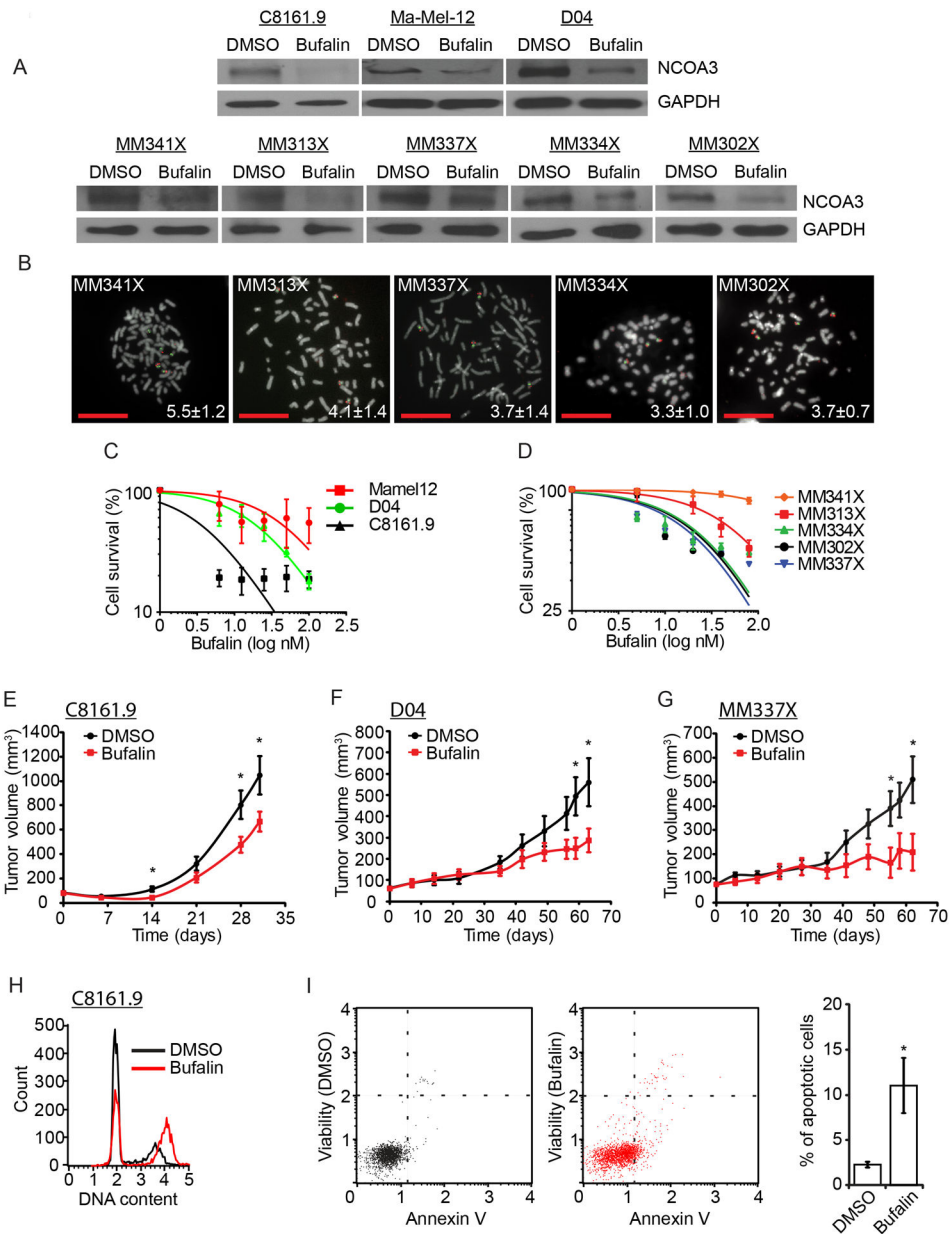 A
C8161.9 Ma-Mel-12 D04
DMSO Bufalin DMSO Bufalin DMSO Bufalin
NCOA3
GAPDH
MM341X MM313X MM337X MM334X MM302X
DMSO Bufalin DMSO Bufalin DMSO Bufalin DMSO Bufalin DMSO Bufalin
NCOA3
GAPDH
B
MM341X MM313X MM337X MM334X MM302X
5.5±1.2 4.1±1.4 3.7±1.4 3.3±1.0 3.7±0.7
C
Cell survival (%)
100
10
0 0.5 1.0 1.5 2.0 2.5
Bufalin (log nM)
Mamel12
D04
C8161.9
D
Cell survival (%)
100
25
0 0.5 1.0 1.5 2.0
Bufalin (log nM)
MM341X
MM313X
MM334X
MM302X
MM337X
E
C8161.9
DMSO
Bufalin
Tumor volume (mm³)
1400
1200
1000
800
600
400
200
0
0 7 14 21 28 35
Time (days)
* * *
F
D04
DMSO
Bufalin
Tumor volume (mm³)
800
700
600
500
400
300
200
100
0
0 10 20 30 40 50 60 70
Time (days)
* *
G
MM337X
DMSO
Bufalin
Tumor volume (mm³)
700
600
500
400
300
200
100
0
0 10 20 30 40 50 60 70
Time (days)
* *
H
C8161.9
DMSO
Bufalin
Count
500
400
300
200
100
0
0 1 2 3 4 5
DNA content
I
Viability (DMSO)
4
3
2
1
0 1 2 3 4
Annexin V
Viability (Bufalin)
4
3
2
1
0 1 2 3 4
Annexin V
% of apoptotic cells
20
15
10
5
0
*
DMSO
Bufalin